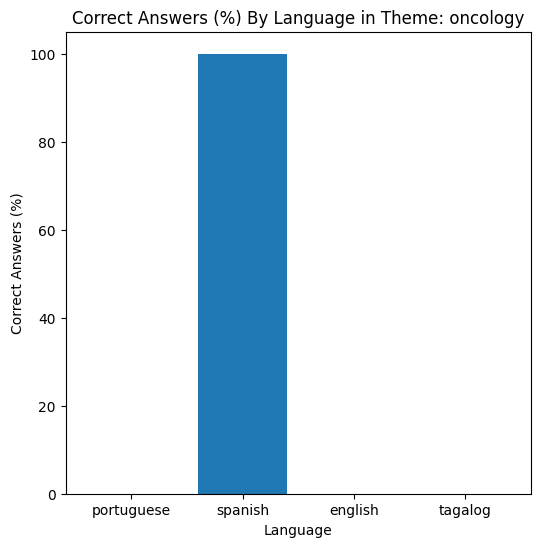 Correct Answers (%) By Language in Theme: oncology
100
80
60
40
20
0
Correct Answers (%)
portuguese spanish english tagalog
Language